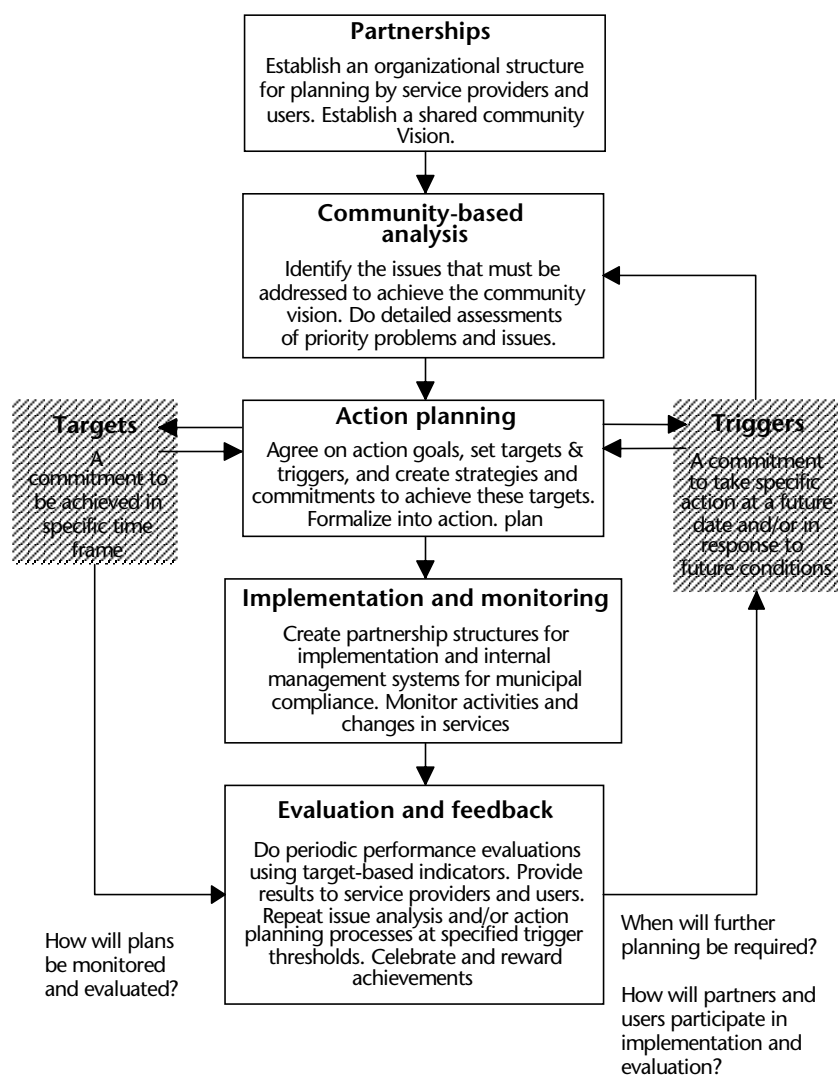 Partnerships
Establish an organizational structure
for planning by service providers and
users. Establish a shared community
Vision.
Community-based
analysis
Identify the issues that must be
addressed to achieve the community
vision. Do detailed assessments
of priority problems and issues.
Targets
A
commitment to
be achieved in
specific time
frame
Action planning
Agree on action goals, set targets &
triggers, and create strategies and
commitments to achieve these targets.
Formalize into action. plan
Triggers
A commitment
to take specific
action at a future
date and/or in
response to
future conditions
Implementation and monitoring
Create partnership structures for
implementation and internal
management systems for municipal
compliance. Monitor activities and
changes in services
Evaluation and feedback
Do periodic performance evaluations
using target-based indicators. Provide
results to service providers and users.
Repeat issue analysis and/or action
planning processes at specified trigger
thresholds. Celebrate and reward
achievements
How will plans
be monitored
and evaluated?
When will further
planning be required?
How will partners and
users participate in
implementation and
evaluation?